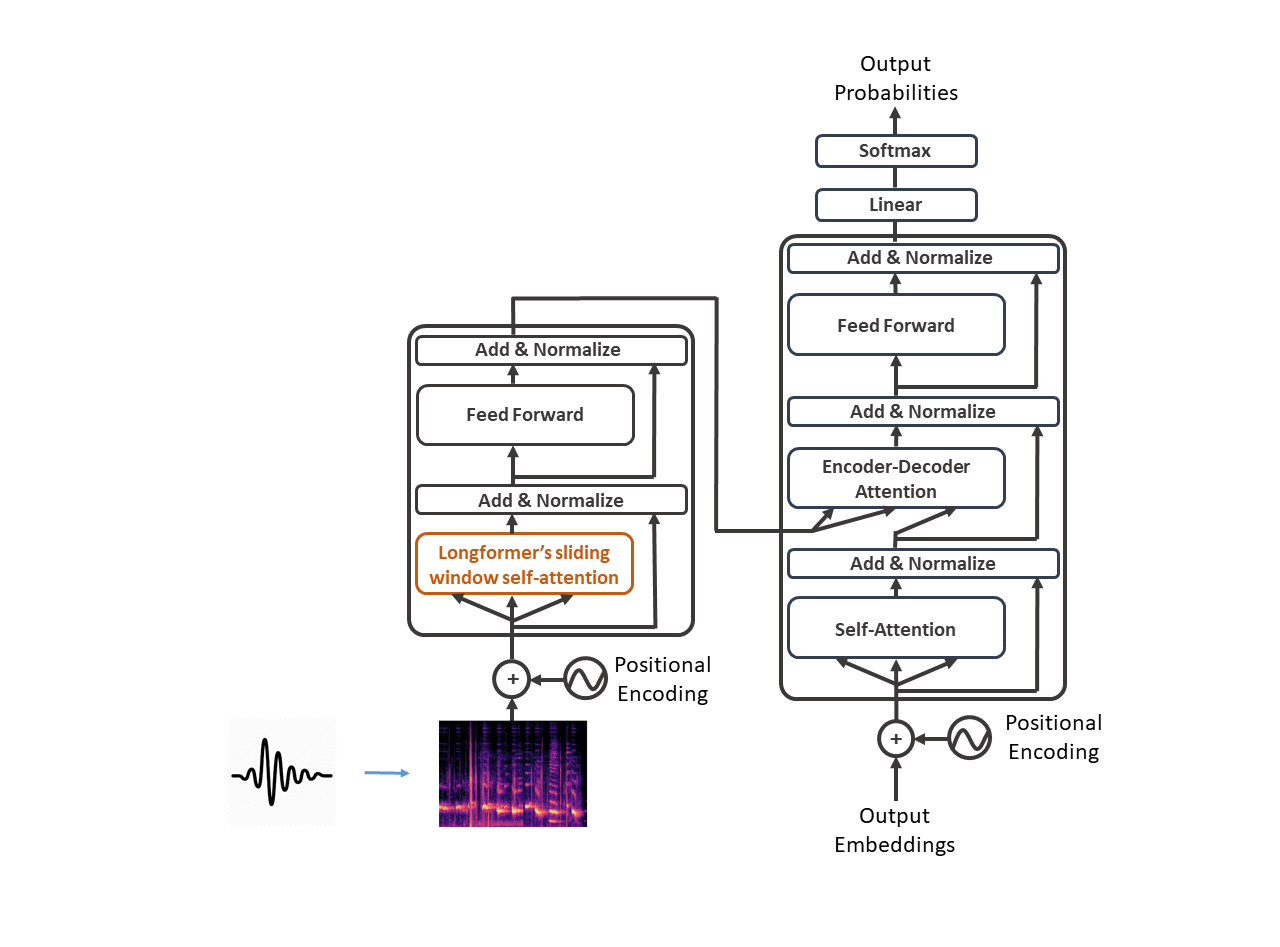 Output
Probabilities
Softmax
Linear
Add & Normalize
Feed Forward
Add & Normalize
Encoder-Decoder
Attention
Add & Normalize
Self-Attention
+
Positional
Encoding
Output
Embeddings
Add & Normalize
Feed Forward
Add & Normalize
Longformer's sliding
window self-attention
+
Positional
Encoding